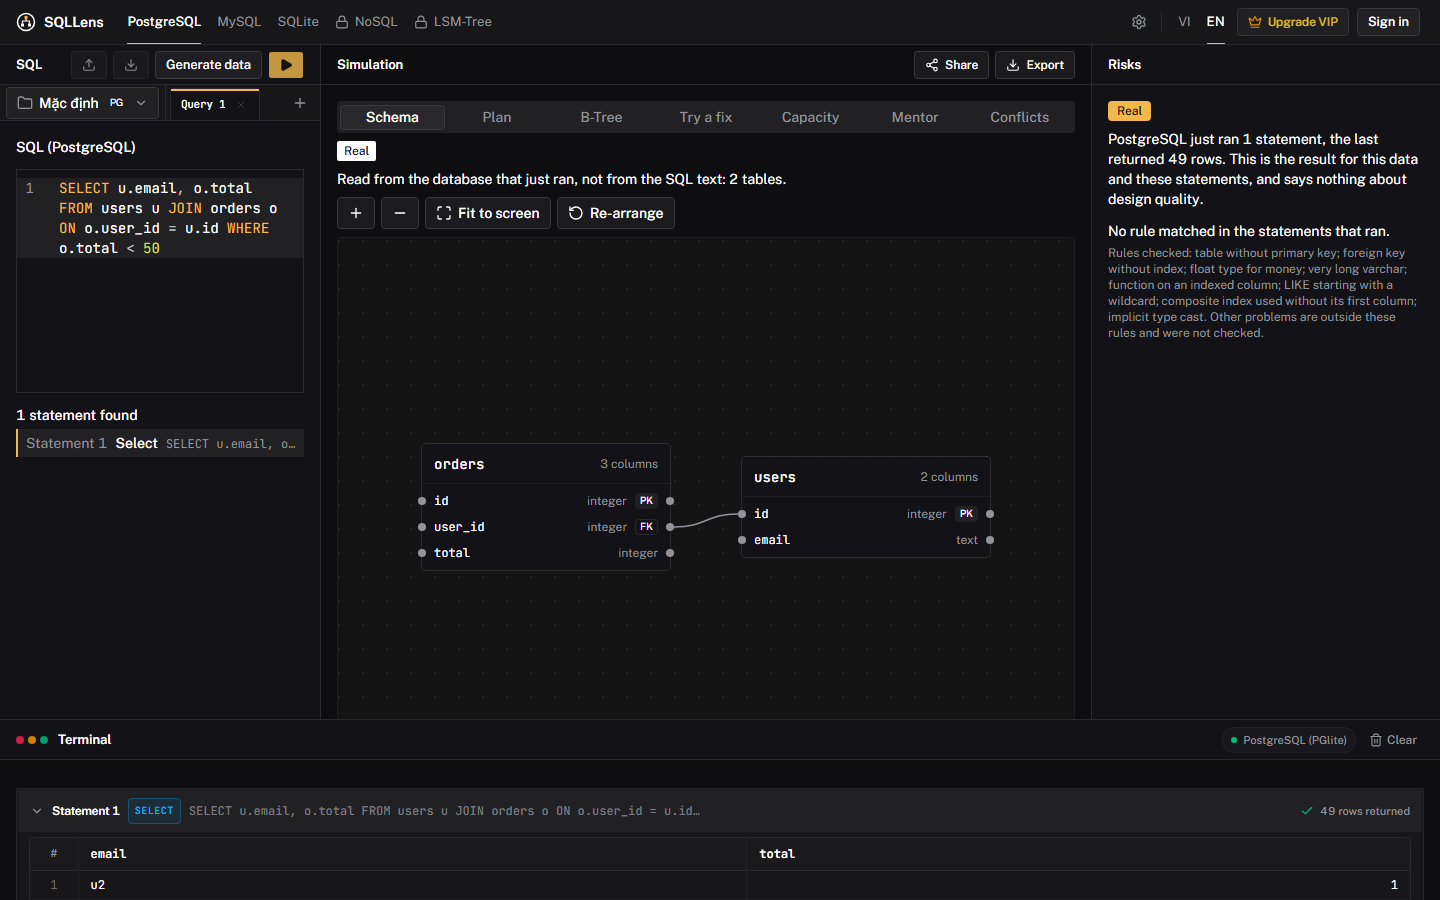 SQLLens
PostgreSQL
MySQL
SQLite
NoSQL
LSM-Tree
VI
EN
Upgrade VIP
Sign in
SQL
Generate data
Simulation
Share
Export
Risks
Mặc định PG
Query 1
Schema
Plan
B-Tree
Try a fix
Capacity
Mentor
Conflicts
SQL (PostgreSQL)
1
SELECT u.email, o.total
FROM users u JOIN orders o
ON o.user_id = u.id WHERE
o.total < 50
1 statement found
Statement 1 Select SELECT u.email, o…
Real
Read from the database that just ran, not from the SQL text: 2 tables.
Fit to screen
Re-arrange
orders 3 columns
id integer PK
user_id integer FK
total integer
users 2 columns
id integer PK
email text
Real
PostgreSQL just ran 1 statement, the last
returned 49 rows. This is the result for this data
and these statements, and says nothing about
design quality.
No rule matched in the statements that ran.
Rules checked: table without primary key; foreign key
without index; float type for money; very long varchar;
function on an indexed column; LIKE starting with a
wildcard; composite index used without its first column;
implicit type cast. Other problems are outside these
rules and were not checked.
Terminal
PostgreSQL (PGlite)
Clear
Statement 1 SELECT SELECT u.email, o.total FROM users u JOIN orders o ON o.user_id = u.id…
49 rows returned
# email total
1 u2 1